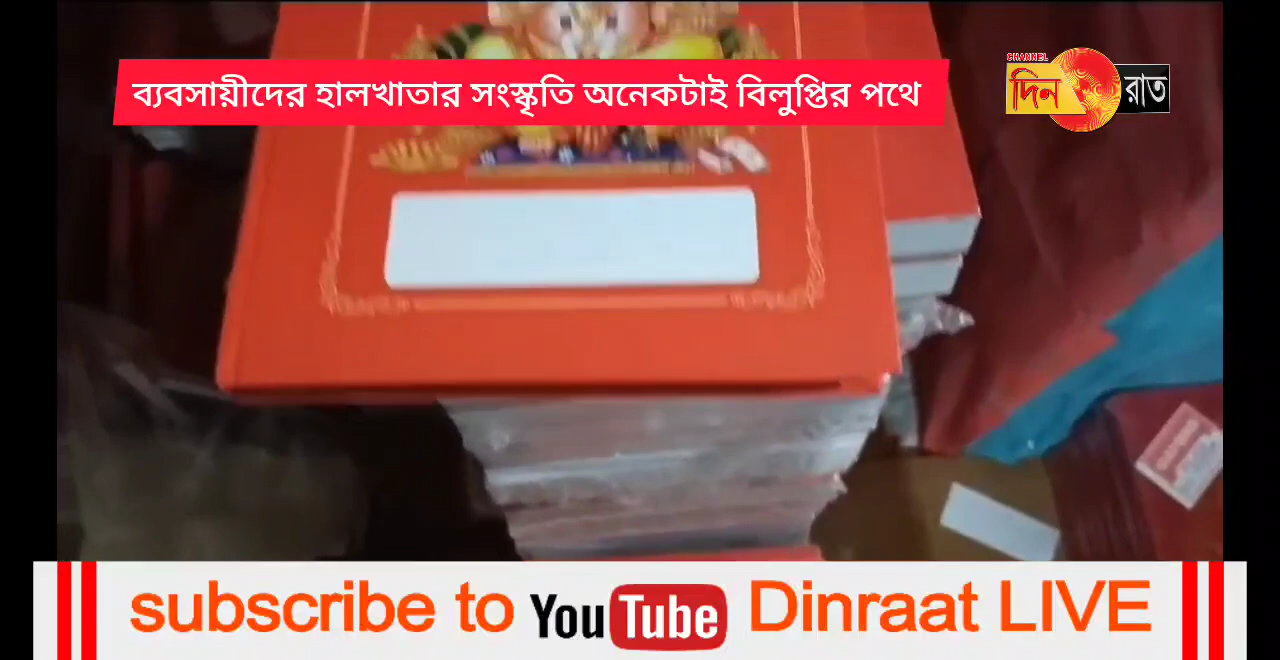 ব্যবসায়ীদের হালখাতার সংস্কৃতি অনেকটাই বিলুপ্তির পথে
CHANNEL
দিন রাত
subscribe to YouTube Dinraat LIVE